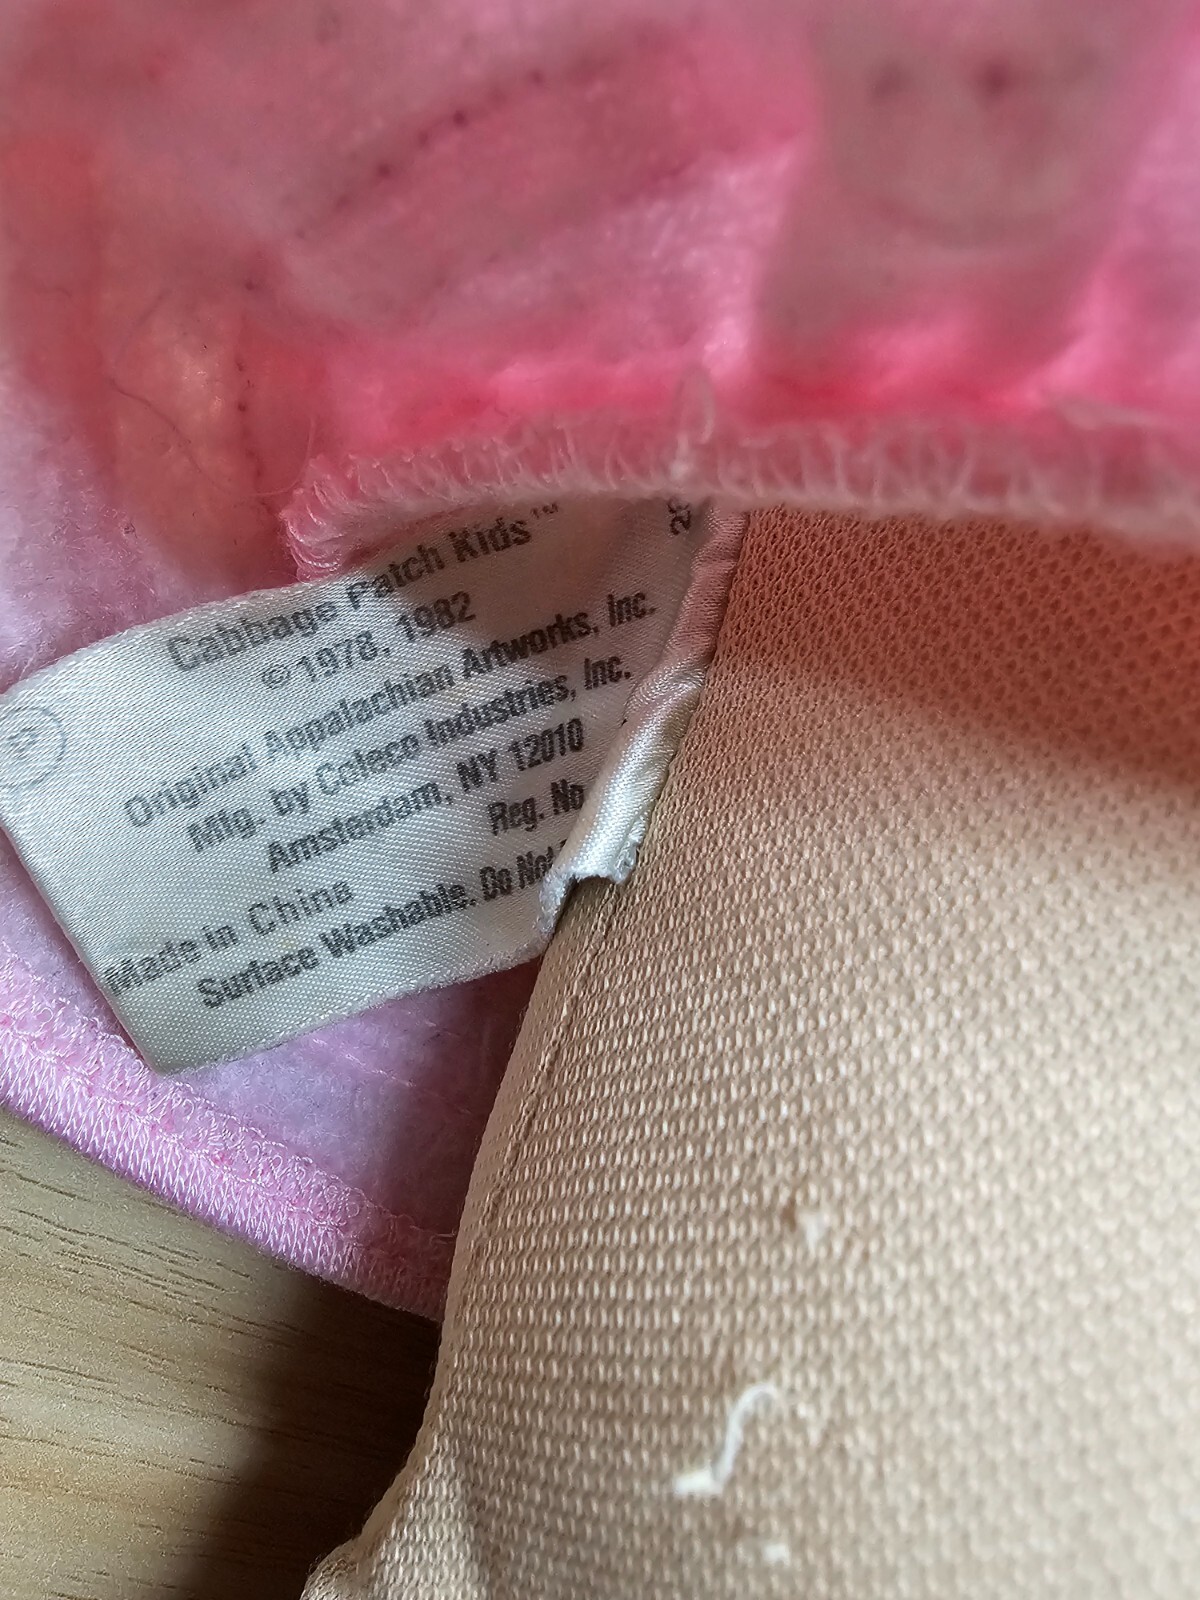 Cabbage Patch Kids™
© 1978, 1982
Original Appalachian Artworks, Inc.
Mfg. by Coleco Industries, Inc.
Amsterdam, NY 12010
Reg. No
Made in China
Surface Washable. Do Not